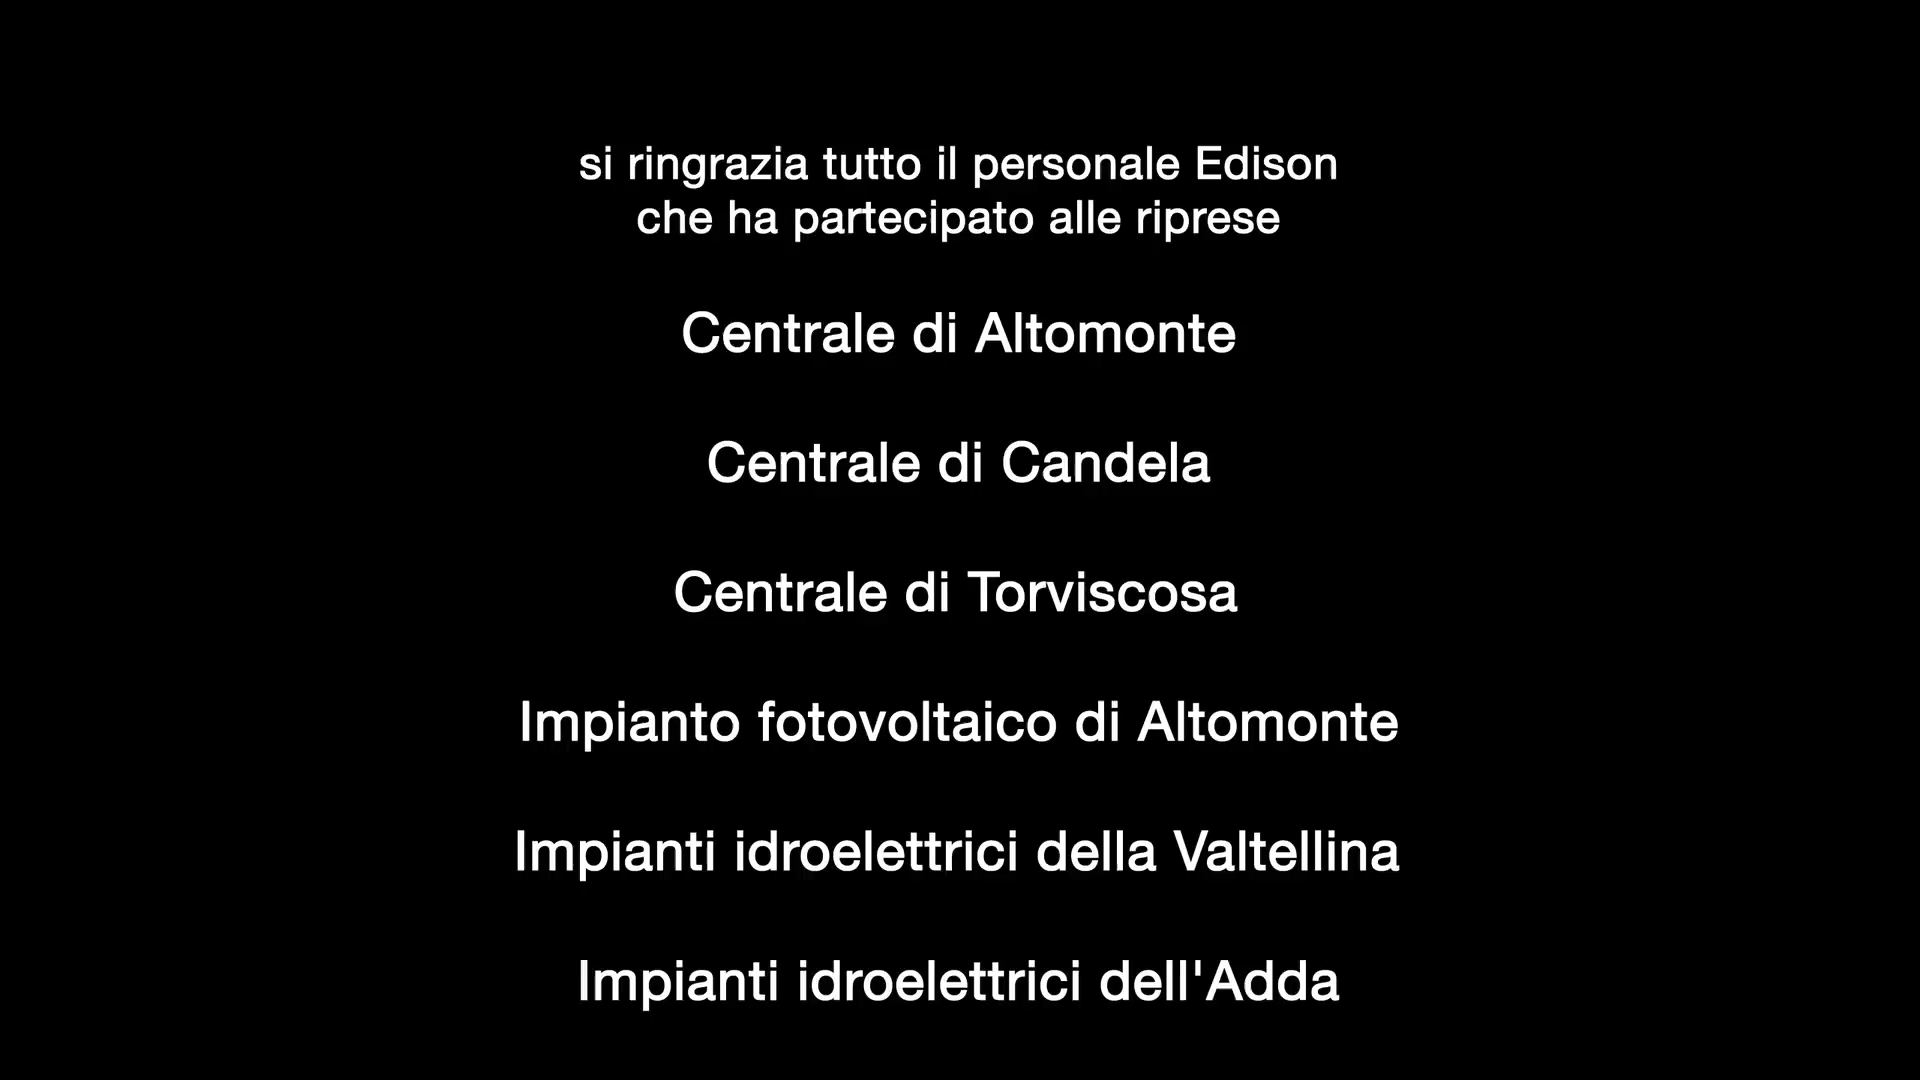 si ringrazia tutto il personale Edison
che ha partecipato alle riprese
Centrale di Altomonte
Centrale di Candela
Centrale di Torviscosa
Impianto fotovoltaico di Altomonte
Impianti idroelettrici della Valtellina
Impianti idroelettrici dell'Adda